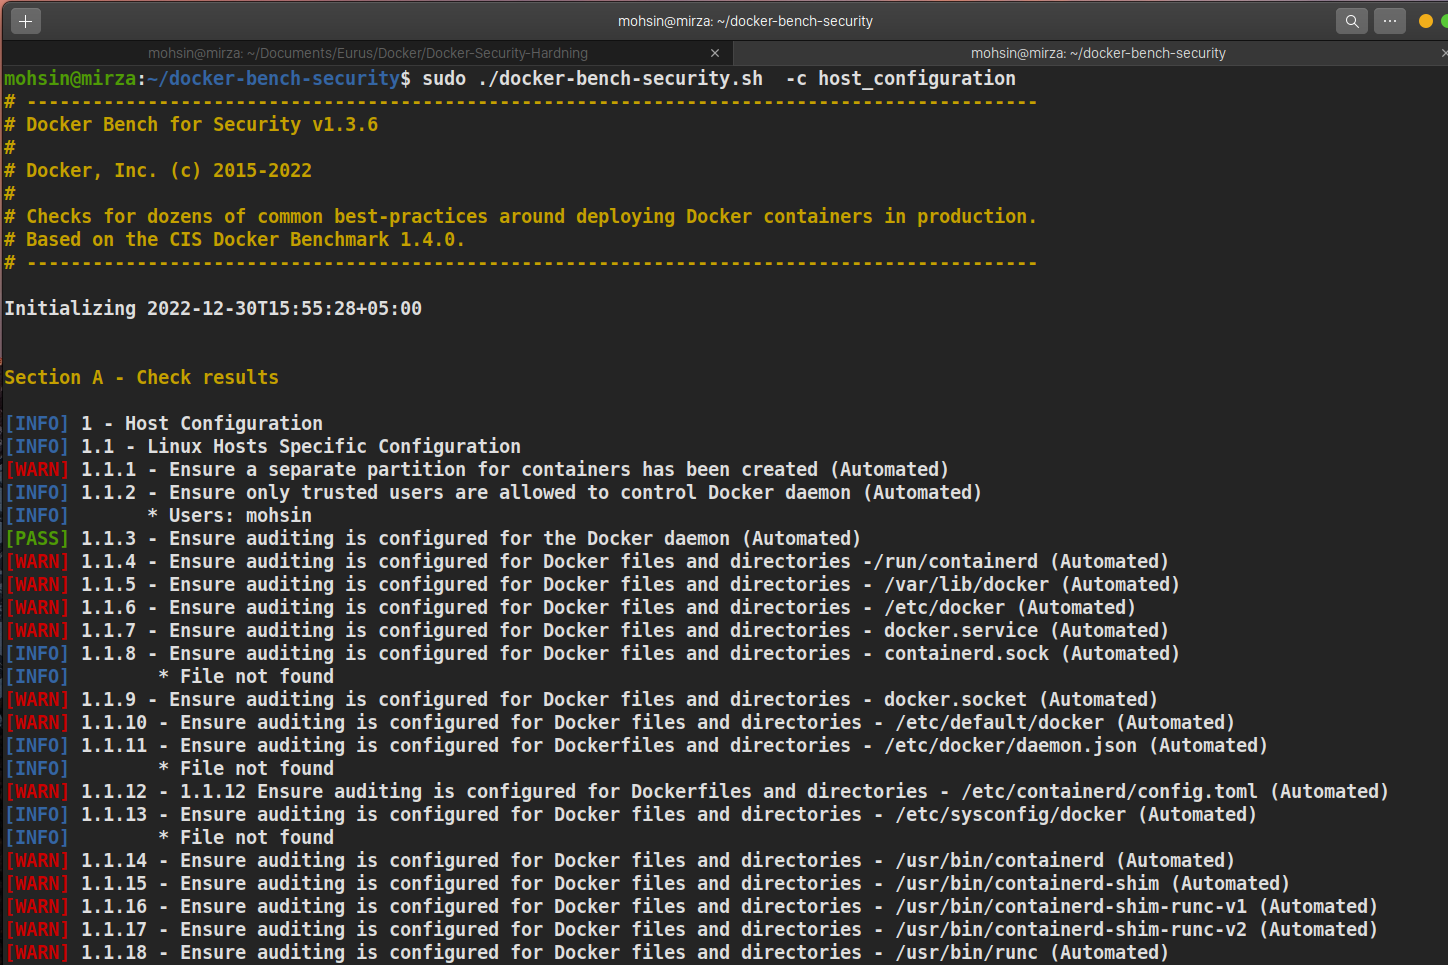 mohsin@mirza: ~/docker-bench-security
mohsin@mirza: ~/Documents/Eurus/Docker/Docker-Security-Hardning
mohsin@mirza: ~/docker-bench-security
mohsin@mirza:~/docker-bench-security$ sudo ./docker-bench-security.sh  -c host_configuration
# --------------------------------------------------------------------------------------------
# Docker Bench for Security v1.3.6
#
# Docker, Inc. (c) 2015-2022
#
# Checks for dozens of common best-practices around deploying Docker containers in production.
# Based on the CIS Docker Benchmark 1.4.0.
# --------------------------------------------------------------------------------------------
Initializing 2022-12-30T15:55:28+05:00
Section A - Check results
[INFO] 1 - Host Configuration
[INFO] 1.1 - Linux Hosts Specific Configuration
[WARN] 1.1.1 - Ensure a separate partition for containers has been created (Automated)
[INFO] 1.1.2 - Ensure only trusted users are allowed to control Docker daemon (Automated)
[INFO]       * Users: mohsin
[PASS] 1.1.3 - Ensure auditing is configured for the Docker daemon (Automated)
[WARN] 1.1.4 - Ensure auditing is configured for Docker files and directories -/run/containerd (Automated)
[WARN] 1.1.5 - Ensure auditing is configured for Docker files and directories - /var/lib/docker (Automated)
[WARN] 1.1.6 - Ensure auditing is configured for Docker files and directories - /etc/docker (Automated)
[WARN] 1.1.7 - Ensure auditing is configured for Docker files and directories - docker.service (Automated)
[INFO] 1.1.8 - Ensure auditing is configured for Docker files and directories - containerd.sock (Automated)
[INFO]        * File not found
[WARN] 1.1.9 - Ensure auditing is configured for Docker files and directories - docker.socket (Automated)
[WARN] 1.1.10 - Ensure auditing is configured for Docker files and directories - /etc/default/docker (Automated)
[INFO] 1.1.11 - Ensure auditing is configured for Dockerfiles and directories - /etc/docker/daemon.json (Automated)
[INFO]        * File not found
[WARN] 1.1.12 - 1.1.12 Ensure auditing is configured for Dockerfiles and directories - /etc/containerd/config.toml (Automated)
[INFO] 1.1.13 - Ensure auditing is configured for Docker files and directories - /etc/sysconfig/docker (Automated)
[INFO]        * File not found
[WARN] 1.1.14 - Ensure auditing is configured for Docker files and directories - /usr/bin/containerd (Automated)
[WARN] 1.1.15 - Ensure auditing is configured for Docker files and directories - /usr/bin/containerd-shim (Automated)
[WARN] 1.1.16 - Ensure auditing is configured for Docker files and directories - /usr/bin/containerd-shim-runc-v1 (Automated)
[WARN] 1.1.17 - Ensure auditing is configured for Docker files and directories - /usr/bin/containerd-shim-runc-v2 (Automated)
[WARN] 1.1.18 - Ensure auditing is configured for Docker files and directories - /usr/bin/runc (Automated)